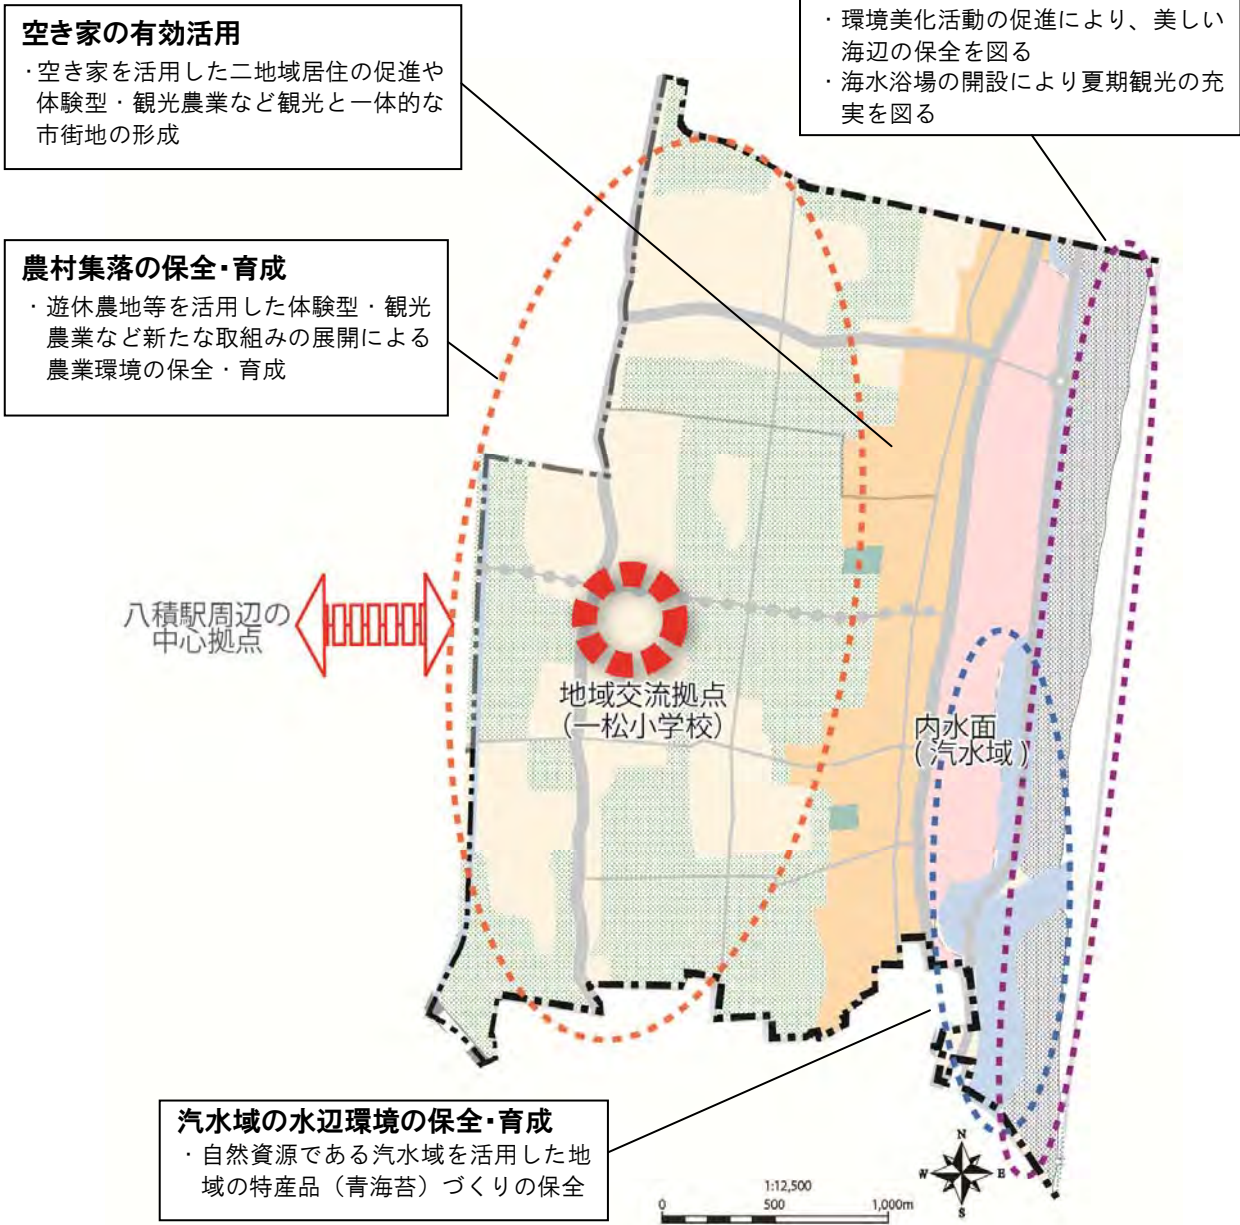 空き家の有効活用
・空き家を活用した二地域居住の促進や
体験型・観光農業など観光と一体的な
市街地の形成
・環境美化活動の促進により、美しい
海辺の保全を図る
・海水浴場の開設により夏期観光の充
実を図る
農村集落の保全・育成
・遊休農地等を活用した体験型・観光
農業など新たな取組みの展開による
農業環境の保全・育成
八積駅周辺の
中心拠点
地域交流拠点
(一松小学校)
内水面
(汽水域)
汽水域の水辺環境の保全・育成
・自然資源である汽水域を活用した地
域の特産品（青海苔）づくりの保全
N
W
E
S
1:12,500
0 500 1,000m